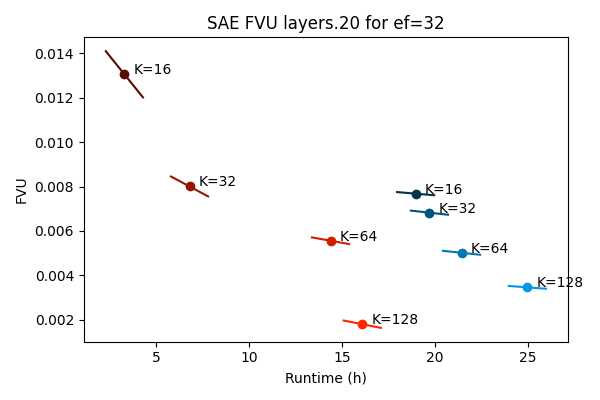 SAE FVU layers.20 for ef=32
0.014
0.012
0.010
0.008
0.006
0.004
0.002
FVU
K=16
K=32
K=64
K=128
K=16
K=32
K=64
K=128
5
10
15
20
25
Runtime (h)